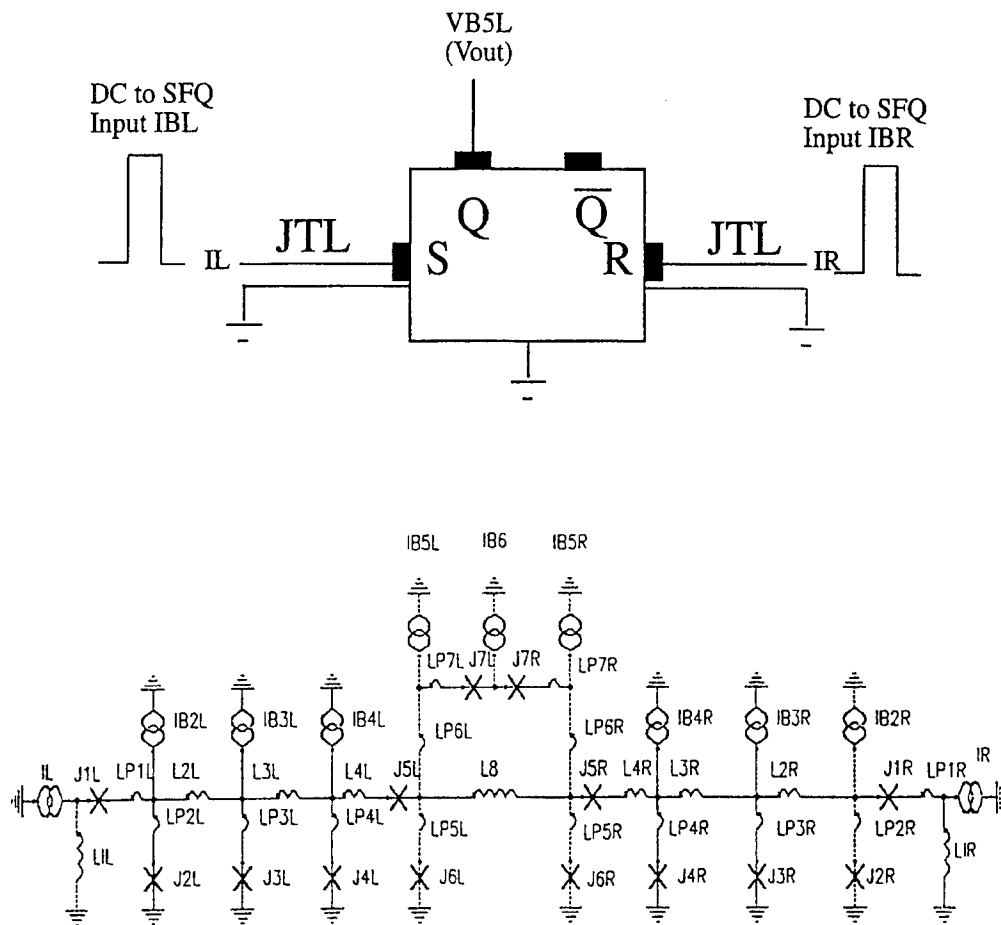 VB5L
(Vout)
DC to SFQ
Input IBL
DC to SFQ
Input IBR
Q
Q
IL
JTL
S
R
JTL
IR
IB5L
IB6
IB5R
LP7L
J7L
J7R
LP7R
IB2L
IB3L
IB4L
LP6L
LP6R
IB4R
IB3R
IB2R
IL
J1L
LP1L
L2L
L3L
L4L
J5L
L8
J5R
L4R
L3R
L2R
J1R
LP1R
IR
LP2L
LP3L
LP4L
LP5L
LP5R
LP4R
LP3R
LP2R
LIL
LIR
J2L
J3L
J4L
J6L
J6R
J4R
J3R
J2R